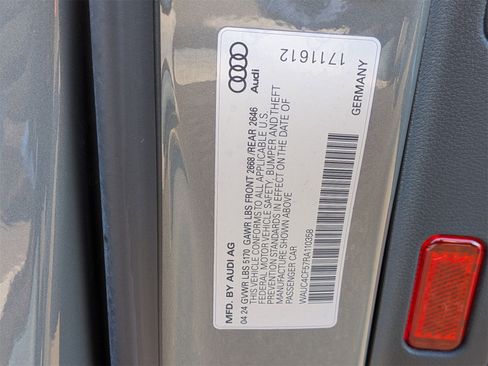 Audi
1711612
GERMANY
MFD. BY AUDI AG
04 24 GVWR LBS 5170 GAWR LBS FRONT 2668 /REAR 2646
THIS VEHICLE CONFORMS TO ALL APPLICABLE U.S.
FEDERAL MOTOR VEHICLE SAFETY, BUMPER AND THEFT
PREVENTION STANDARDS IN EFFECT ON THE DATE OF
MANUFACTURE SHOWN ABOVE
PASSENGER CAR
WAUC4CF57RA110358